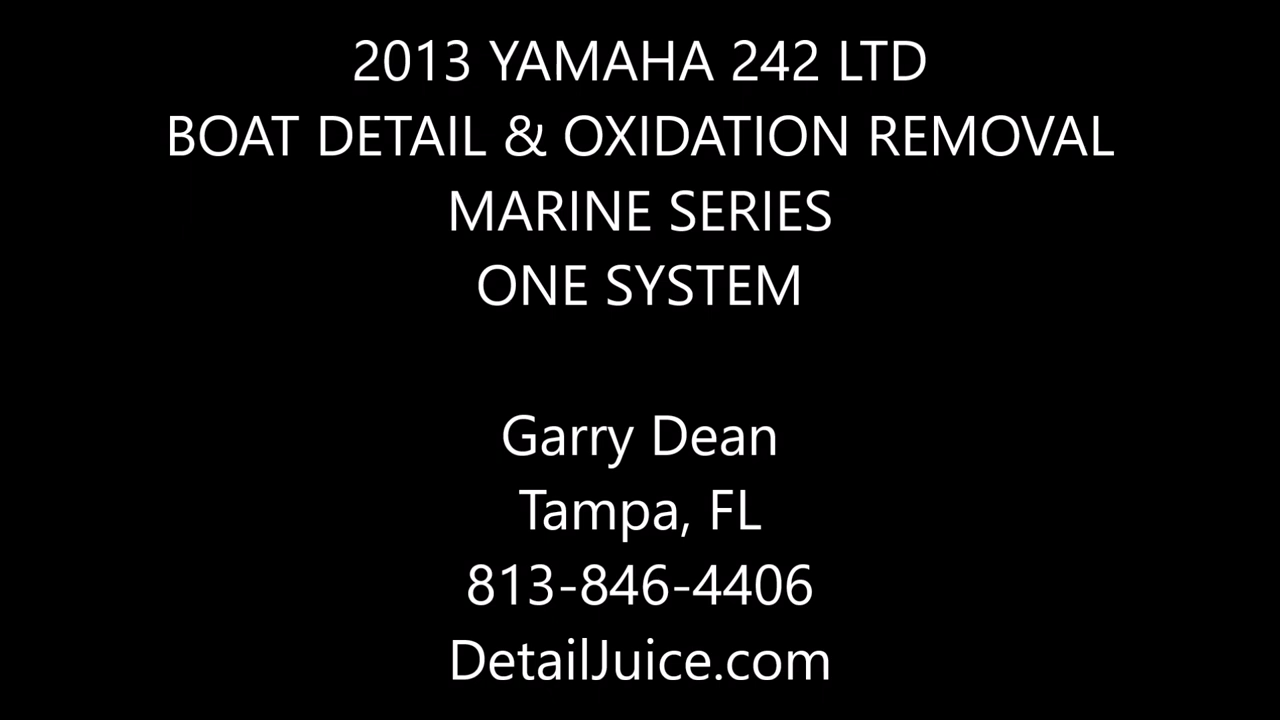 2013 YAMAHA 242 LTD
BOAT DETAIL & OXIDATION REMOVAL
MARINE SERIES
ONE SYSTEM
Garry Dean
Tampa, FL
813-846-4406
DetailJuice.com